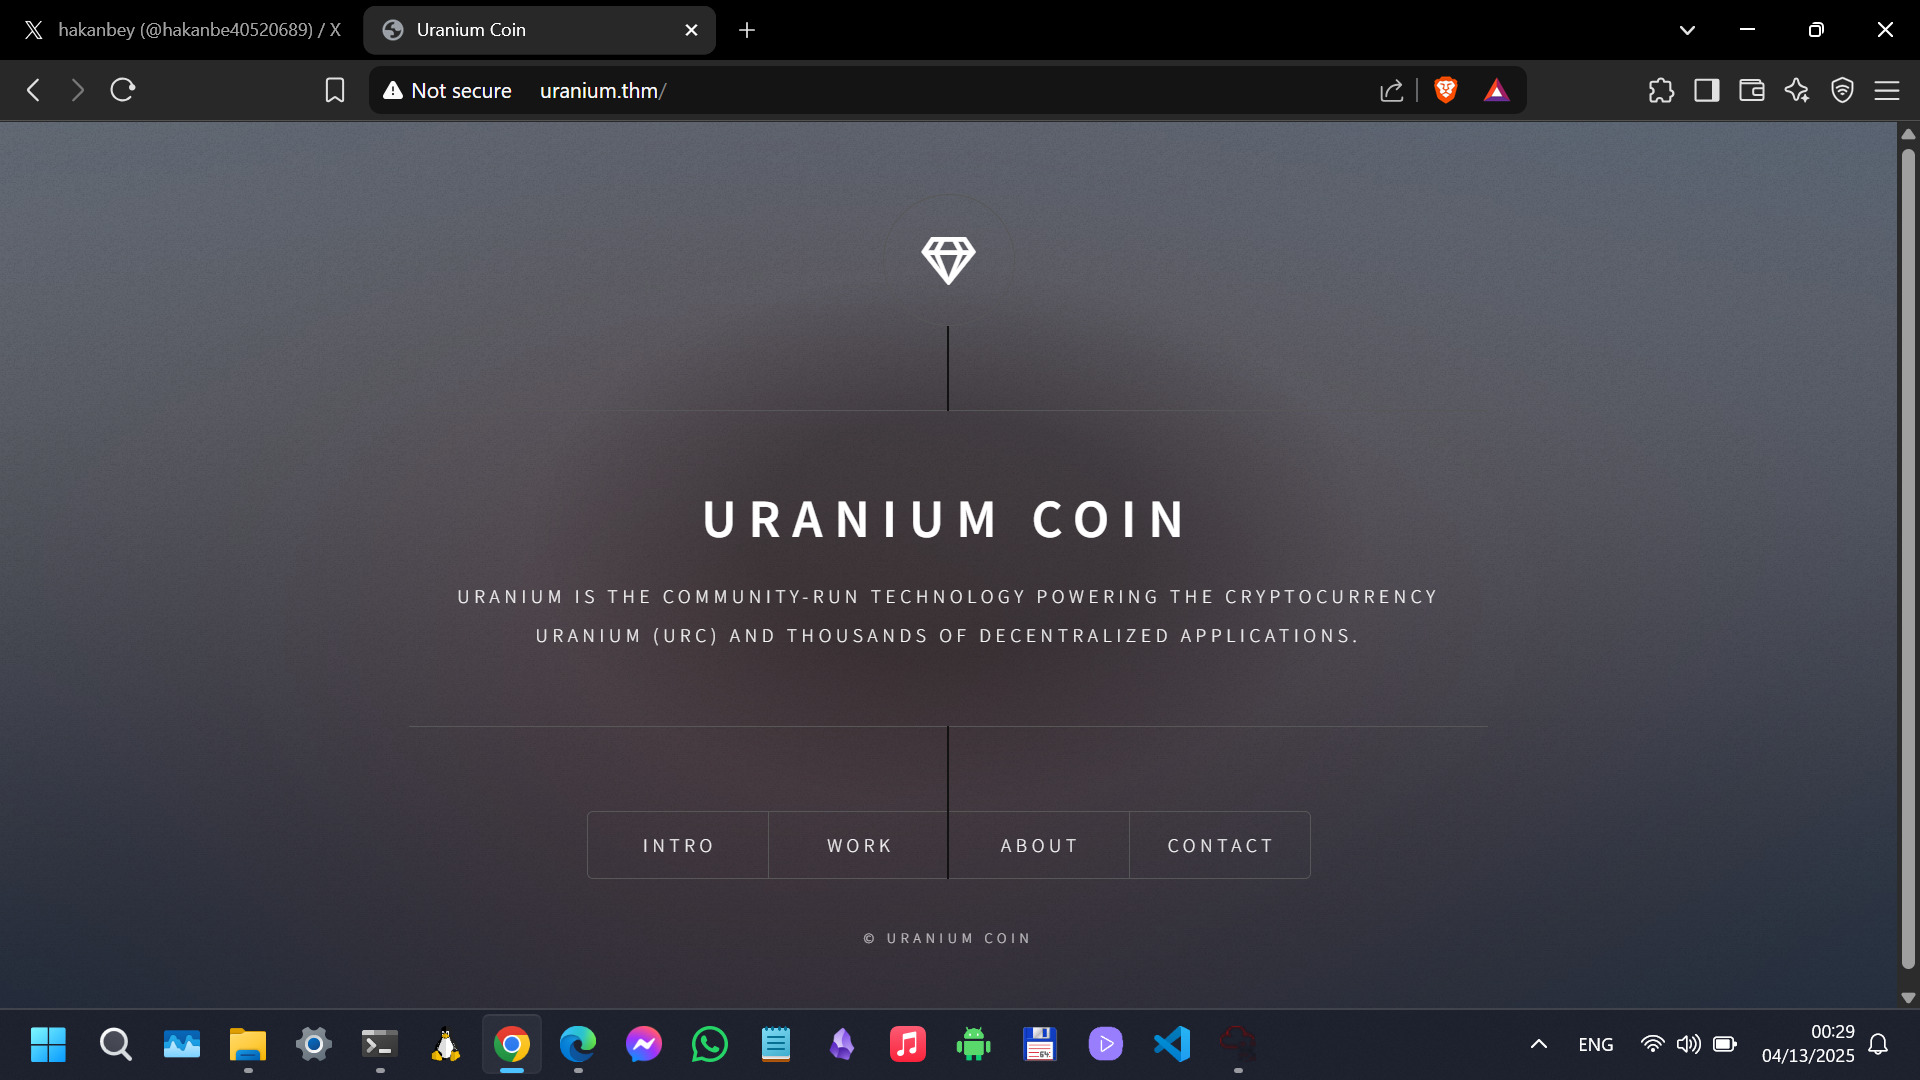 hakanbey (@hakanbe40520689) / X
Uranium Coin
Not secure
uranium.thm/
URANIUM COIN
URANIUM IS THE COMMUNITY-RUN TECHNOLOGY POWERING THE CRYPTOCURRENCY
URANIUM (URC) AND THOUSANDS OF DECENTRALIZED APPLICATIONS.
INTRO
WORK
ABOUT
CONTACT
© URANIUM COIN
64
ENG
00:29
04/13/2025